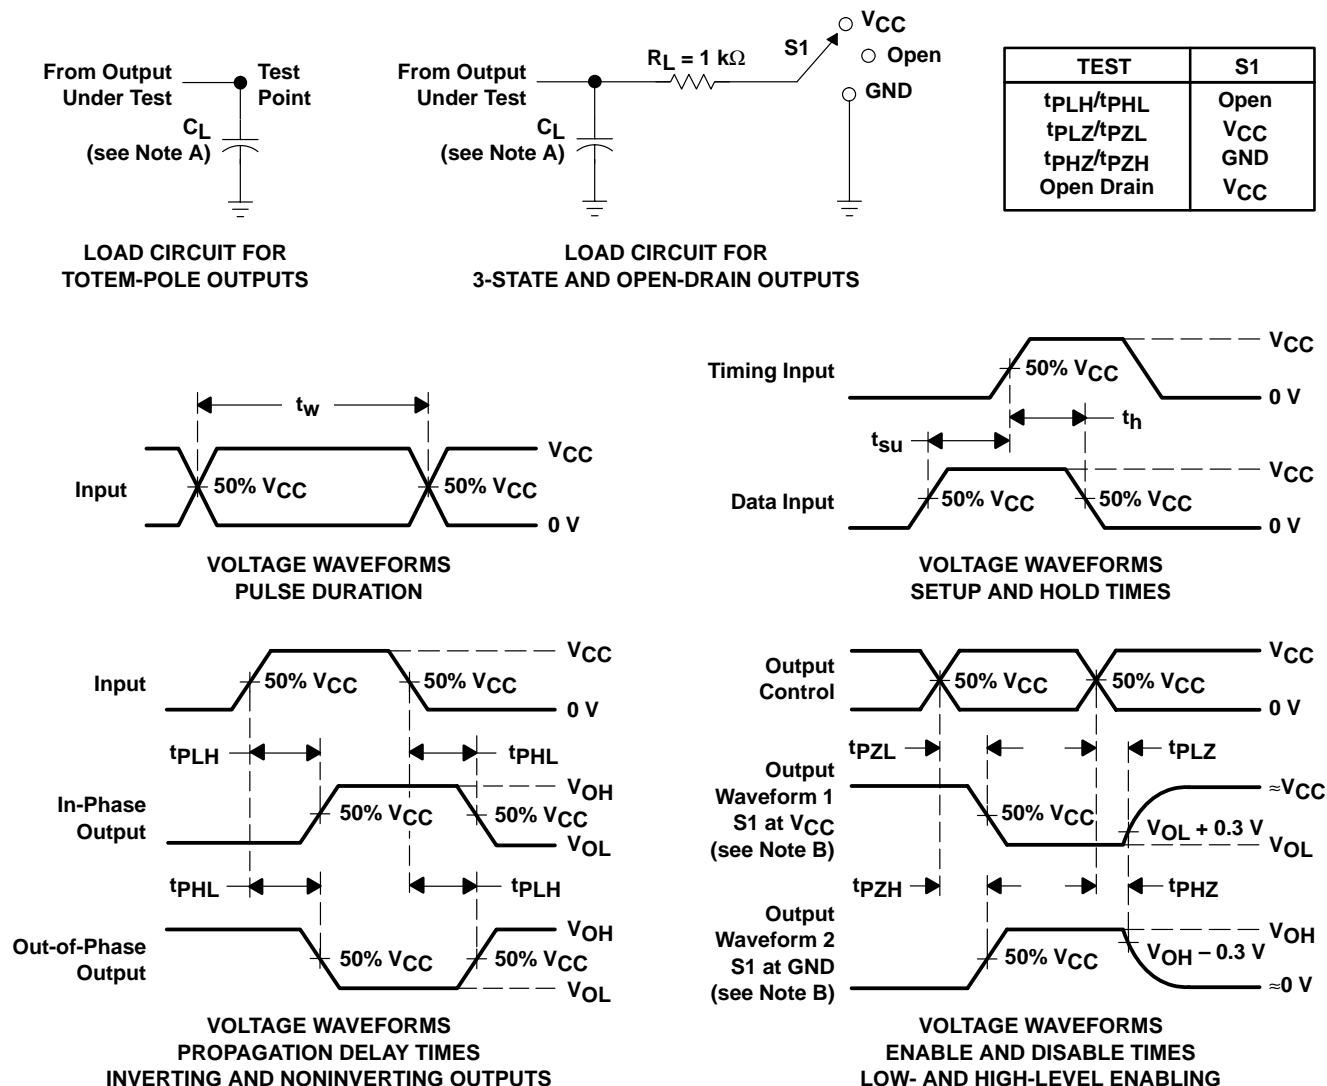 From Output
Under Test
Test
Point
CL
(see Note A)
LOAD CIRCUIT FOR
TOTEM-POLE OUTPUTS
From Output
Under Test
RL = 1 kΩ
S1
VCC
Open
GND
CL
(see Note A)
LOAD CIRCUIT FOR
3-STATE AND OPEN-DRAIN OUTPUTS
TEST S1
tPLH/tPHL Open
tPLZ/tPZL VCC
tPHZ/tPZH GND
Open Drain VCC
tw
Input
VCC
50% VCC
50% VCC
0 V
VOLTAGE WAVEFORMS
PULSE DURATION
Timing Input
VCC
50% VCC
0 V
tsu
th
Data Input
VCC
50% VCC
50% VCC
0 V
VOLTAGE WAVEFORMS
SETUP AND HOLD TIMES
Input
VCC
50% VCC
50% VCC
0 V
tPLH
tPHL
In-Phase
Output
VOH
50% VCC
50% VCC
VOL
tPHL
tPLH
Out-of-Phase
Output
VOH
50% VCC
50% VCC
VOL
VOLTAGE WAVEFORMS
PROPAGATION DELAY TIMES
INVERTING AND NONINVERTING OUTPUTS
Output
Control
VCC
50% VCC
50% VCC
0 V
tPZL
tPLZ
Output
Waveform 1
S1 at VCC
(see Note B)
≈VCC
50% VCC
VOL + 0.3 V
VOL
tPZH
tPHZ
Output
Waveform 2
S1 at GND
(see Note B)
VOH
50% VCC
VOH − 0.3 V
≈0 V
VOLTAGE WAVEFORMS
ENABLE AND DISABLE TIMES
LOW- AND HIGH-LEVEL ENABLING